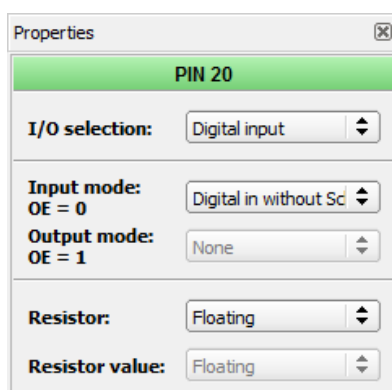 Properties
PIN 20
I/O selection: Digital input
Input mode:
OE = 0 Digital in without Sc
Output mode:
OE = 1 None
Resistor: Floating
Resistor value: Floating